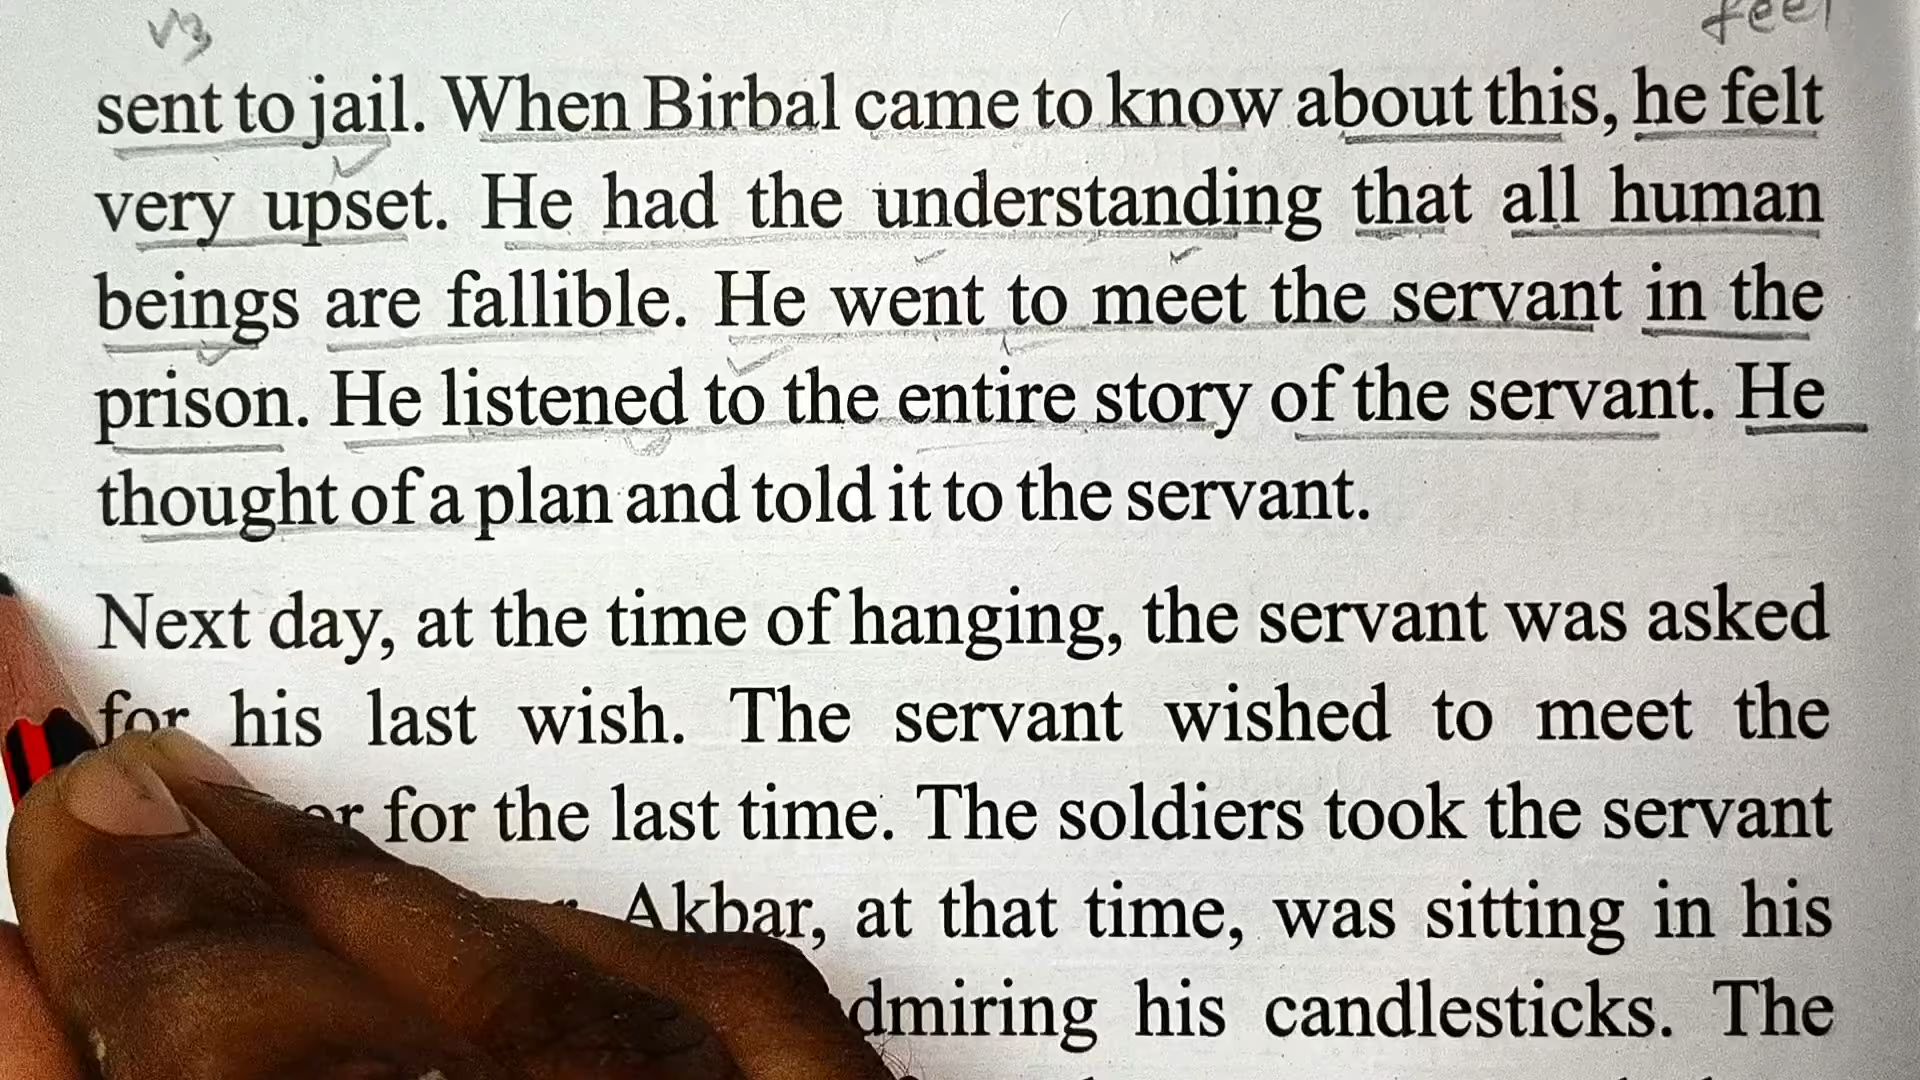 v3 feel
sent to jail. When Birbal came to know about this, he felt
very upset. He had the understanding that all human
beings are fallible. He went to meet the servant in the
prison. He listened to the entire story of the servant. He
thought of a plan and told it to the servant.
Next day, at the time of hanging, the servant was asked
for his last wish. The servant wished to meet the
for the last time. The soldiers took the servant
Akbar, at that time, was sitting in his
his candlesticks. The